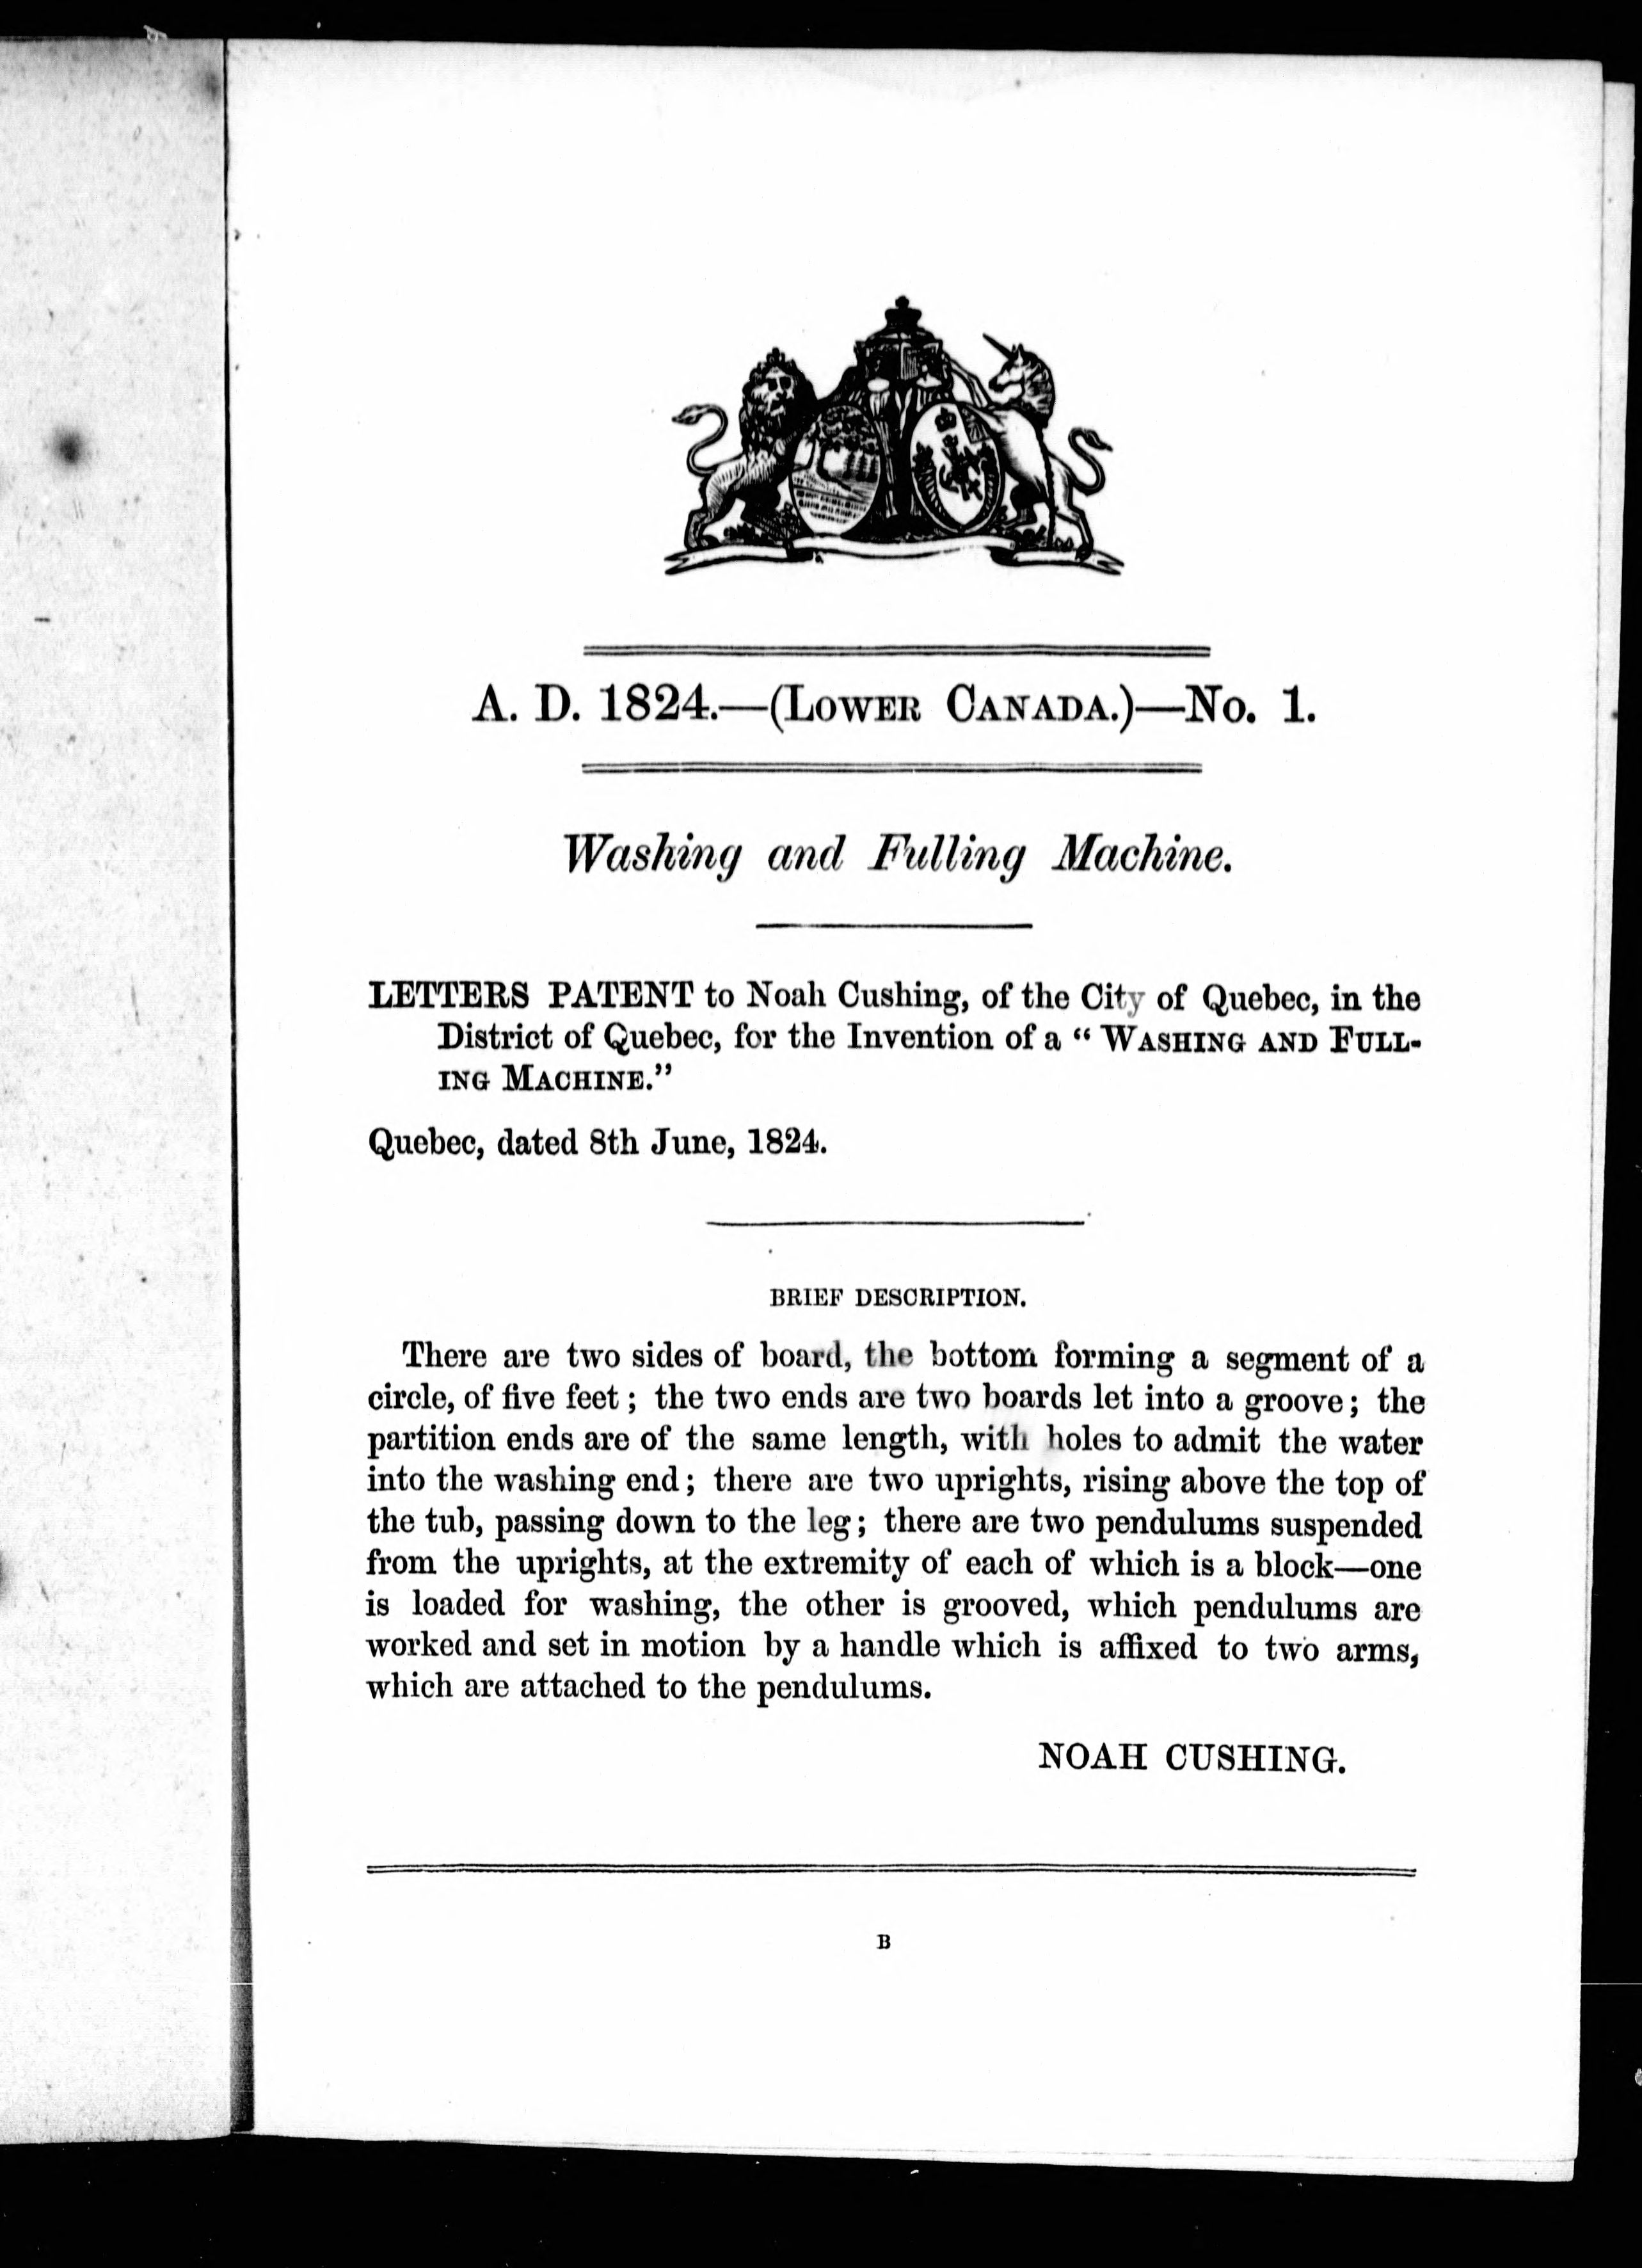 A. D. 1824.—(LOWER CANADA.)—No. 1.
Washing and Fulling Machine.
LETTERS PATENT to Noah Cushing, of the City of Quebec, in the
District of Quebec, for the Invention of a “ WASHING AND FULL-
ING MACHINE.”
Quebec, dated 8th June, 1824.
BRIEF DESCRIPTION.
There are two sides of board, the bottom forming a segment of a
circle, of five feet ; the two ends are two boards let into a groove ; the
partition ends are of the same length, with holes to admit the water
into the washing end ; there are two uprights, rising above the top of
the tub, passing down to the leg ; there are two pendulums suspended
from the uprights, at the extremity of each of which is a block—one
is loaded for washing, the other is grooved, which pendulums are
worked and set in motion by a handle which is affixed to two arms,
which are attached to the pendulums.
NOAH CUSHING.
B